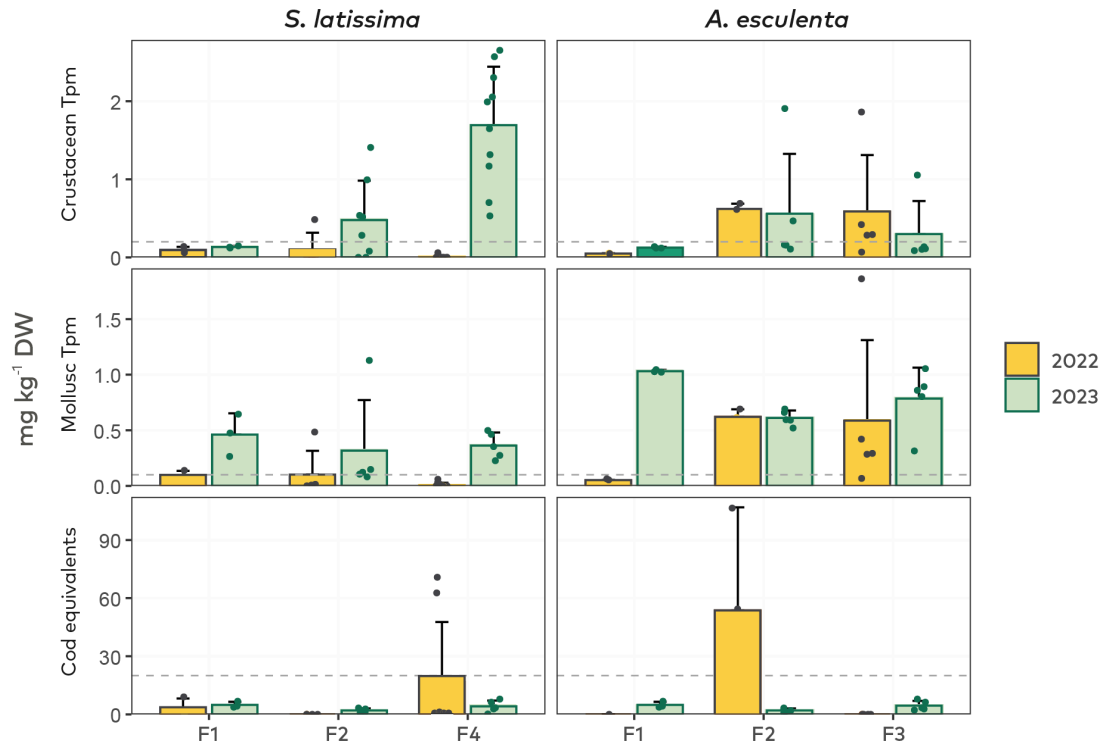 S. latissima
A. esculenta
mg kg⁻¹ DW
Crustacean Tpm
2
1
0
Mollusc Tpm
1.5
1.0
0.5
0.0
Cod equivalents
90
60
30
0
F1
F2
F4
F1
F2
F3
2022
2023